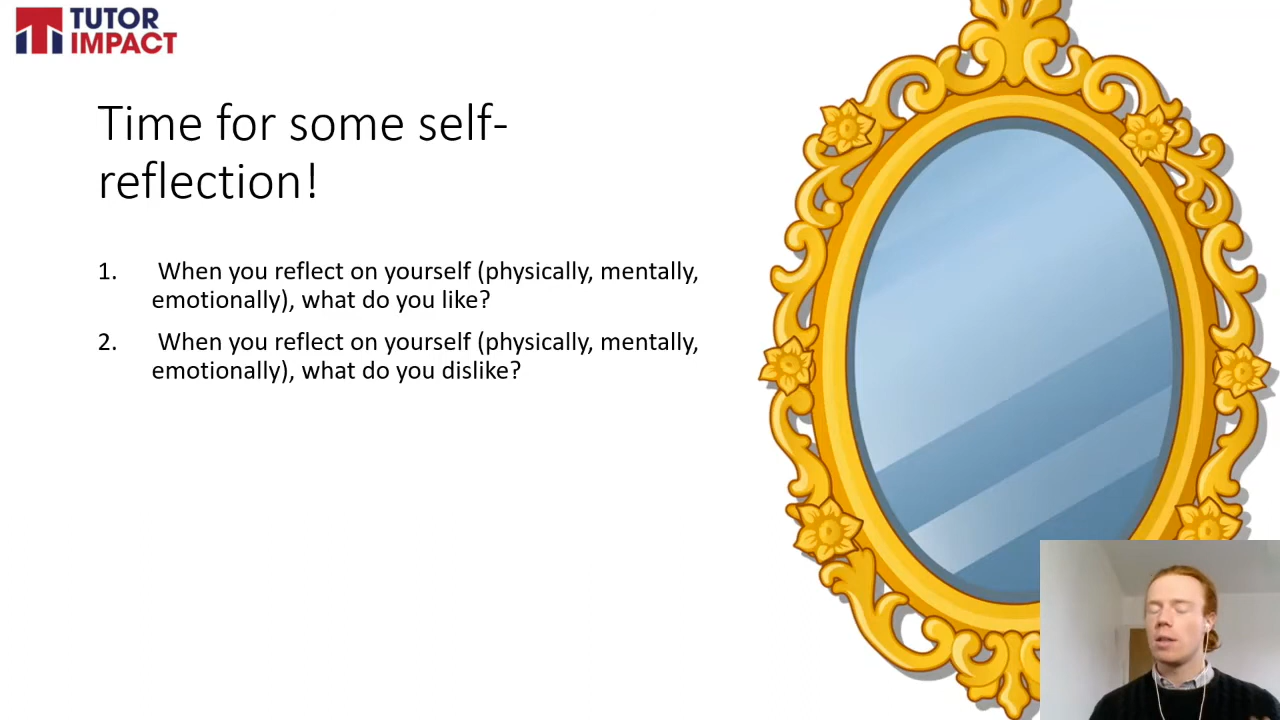 TUTOR
IMPACT
Time for some self-
reflection!
1. When you reflect on yourself (physically, mentally,
emotionally), what do you like?
2. When you reflect on yourself (physically, mentally,
emotionally), what do you dislike?